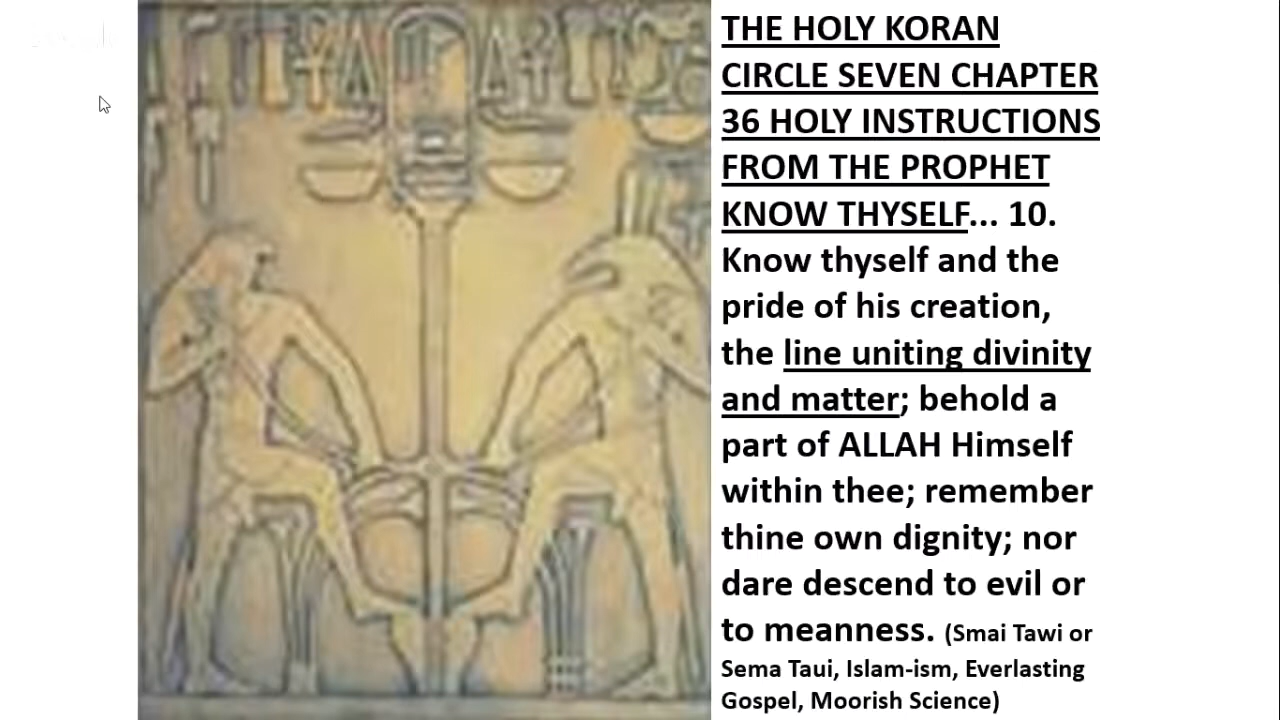 THE HOLY KORAN
CIRCLE SEVEN CHAPTER
36 HOLY INSTRUCTIONS
FROM THE PROPHET
KNOW THYSELF... 10.
Know thyself and the
pride of his creation,
the line uniting divinity
and matter; behold a
part of ALLAH Himself
within thee; remember
thine own dignity; nor
dare descend to evil or
to meanness. (Smai Tawi or
Sema Taui, Islam-ism, Everlasting
Gospel, Moorish Science)